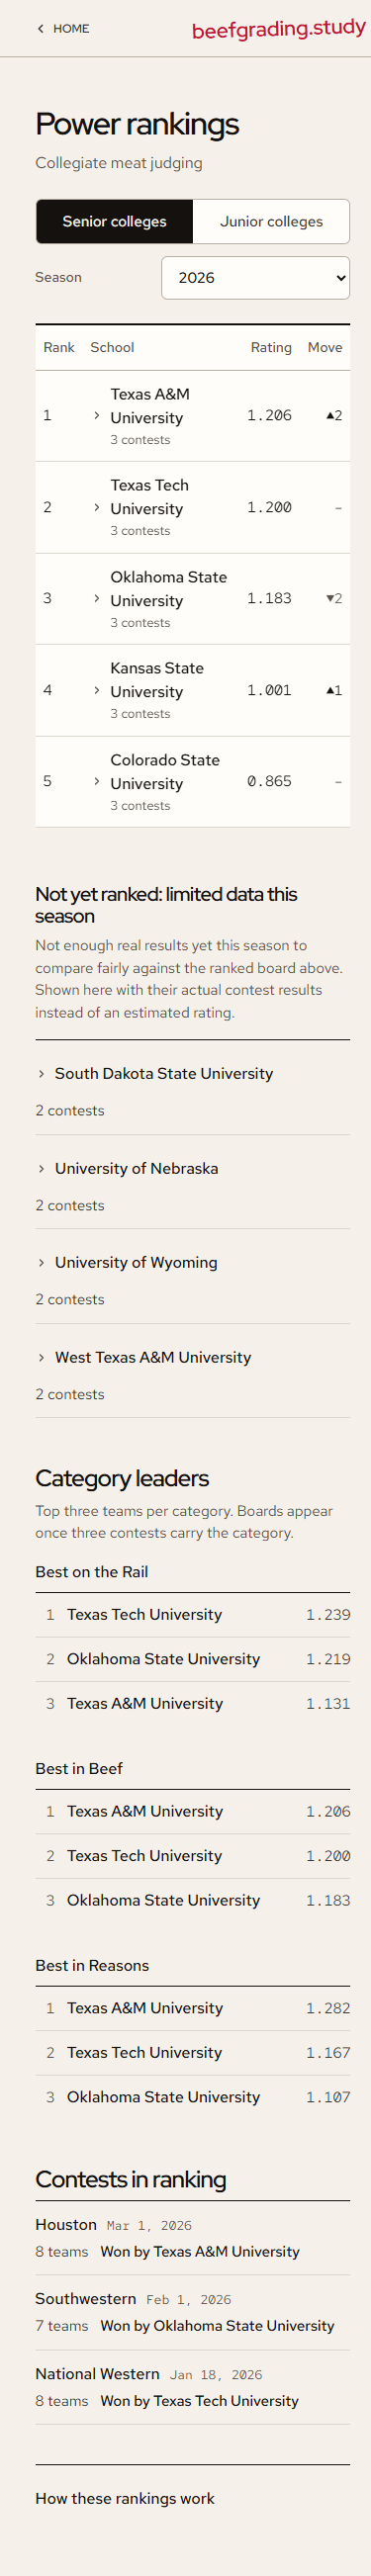 HOME
beefgrading.study
Power rankings
Collegiate meat judging
Senior colleges
Junior colleges
Season
2026
Rank School Rating Move
1 Texas A&M University 3 contests 1.206 ▲2
2 Texas Tech University 3 contests 1.200 –
3 Oklahoma State University 3 contests 1.183 ▼2
4 Kansas State University 3 contests 1.001 ▲1
5 Colorado State University 3 contests 0.865 –
Not yet ranked: limited data this
season
Not enough real results yet this season to
compare fairly against the ranked board above.
Shown here with their actual contest results
instead of an estimated rating.
South Dakota State University
2 contests
University of Nebraska
2 contests
University of Wyoming
2 contests
West Texas A&M University
2 contests
Category leaders
Top three teams per category. Boards appear
once three contests carry the category.
Best on the Rail
1 Texas Tech University 1.239
2 Oklahoma State University 1.219
3 Texas A&M University 1.131
Best in Beef
1 Texas A&M University 1.206
2 Texas Tech University 1.200
3 Oklahoma State University 1.183
Best in Reasons
1 Texas A&M University 1.282
2 Texas Tech University 1.167
3 Oklahoma State University 1.107
Contests in ranking
Houston Mar 1, 2026
8 teams Won by Texas A&M University
Southwestern Feb 1, 2026
7 teams Won by Oklahoma State University
National Western Jan 18, 2026
8 teams Won by Texas Tech University
How these rankings work